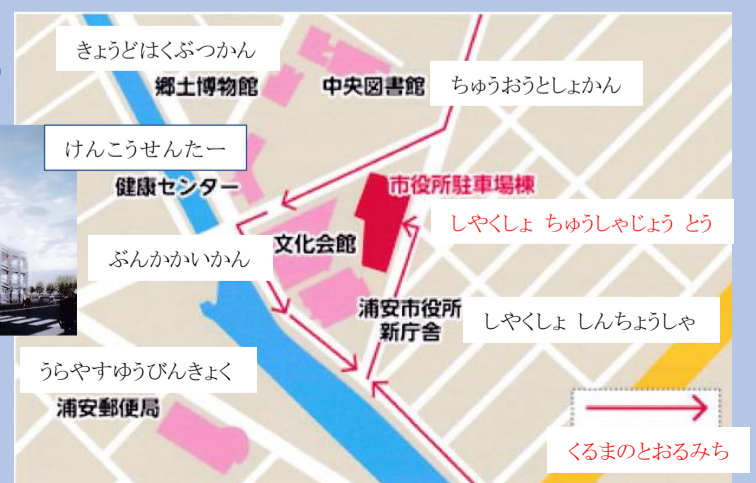 きょうどはくぶつかん
郷土博物館
中央図書館
ちゅうおうとしょかん
けんこうせんたー
健康センター
市役所駐車場棟
しやくしょ ちゅうしゃじょう とう
文化会館
ぶんかかいかん
浦安市役所
新庁舎
しやくしょ しんちょうしゃ
うらやすゆうびんきょく
浦安郵便局
くるまのとおるみち